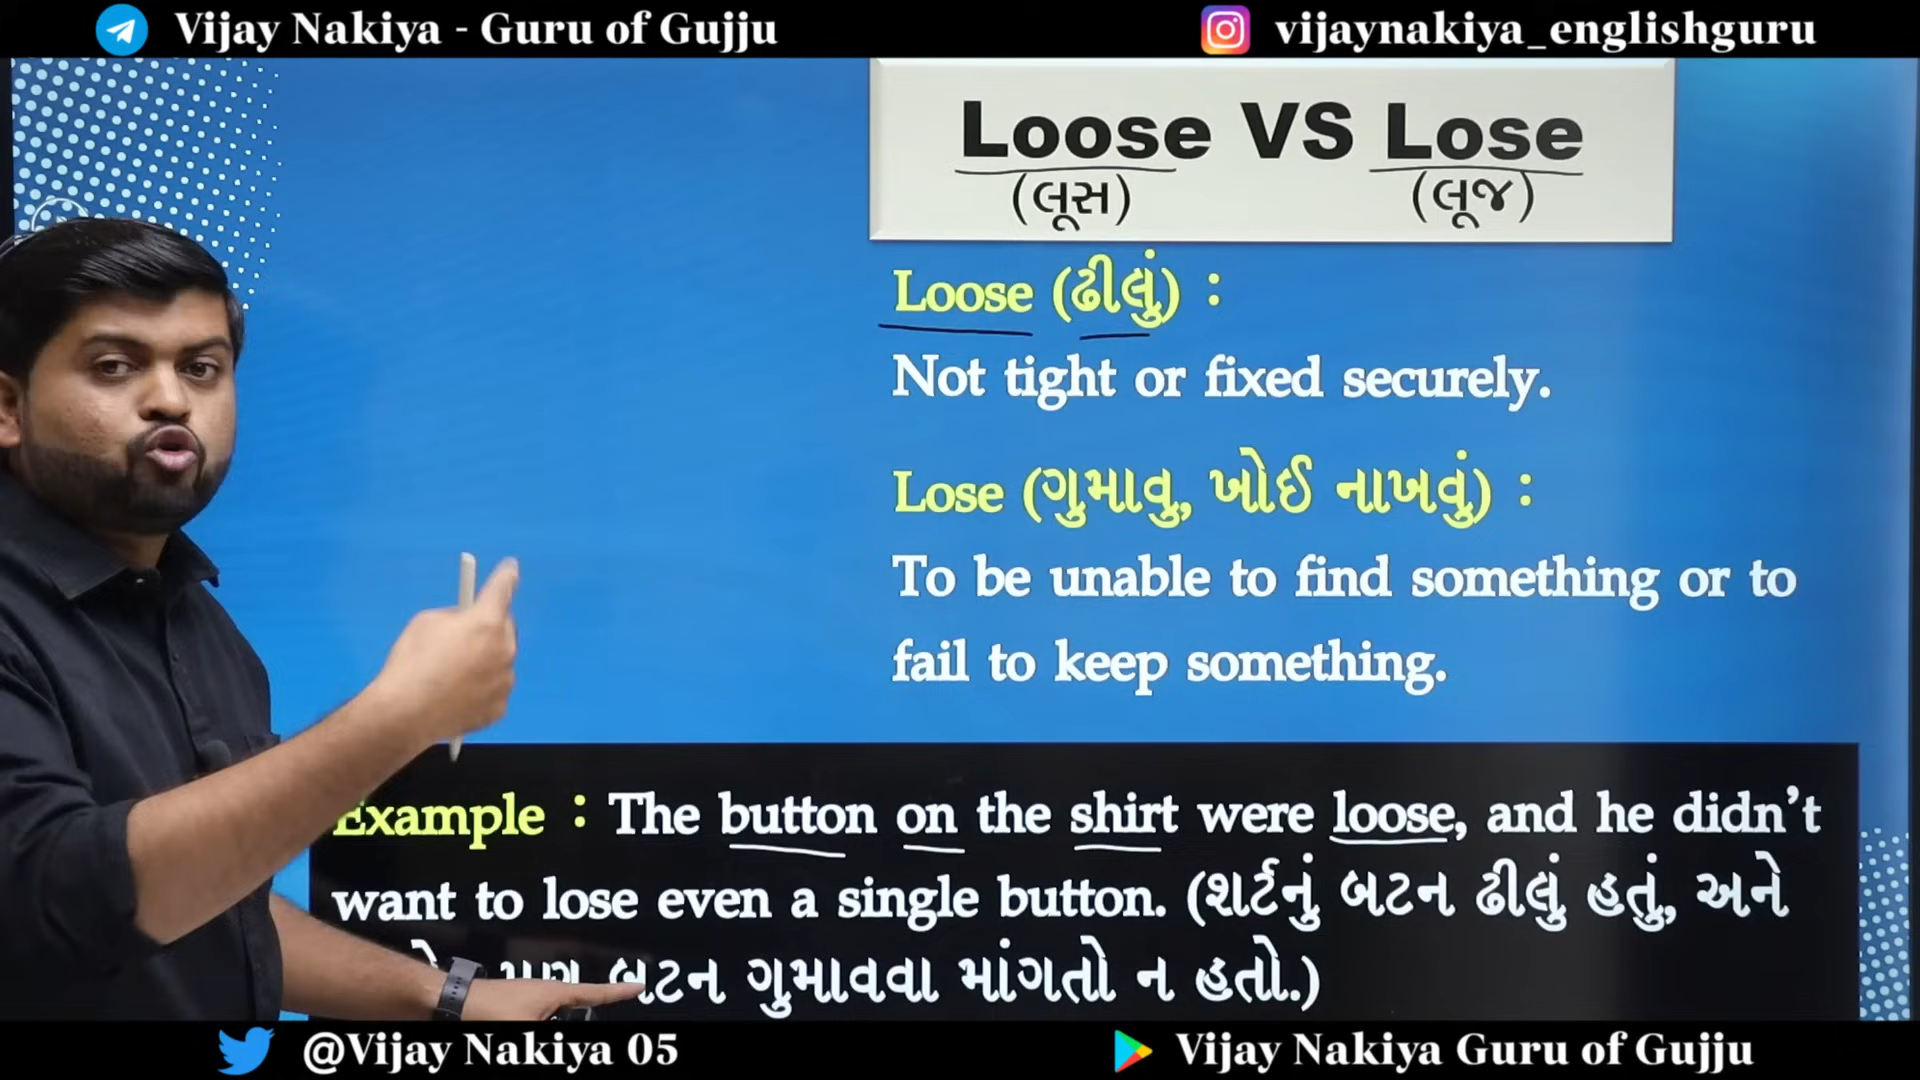 Vijay Nakiya - Guru of Gujju
vijaynakiya_englishguru
Loose VS Lose
(લૂસ) (લૂજ)
Loose (ઢીલું) :
Not tight or fixed securely.
Lose (ગુમાવુ, ખોઈ નાખવું) :
To be unable to find something or to
fail to keep something.
Example : The button on the shirt were loose, and he didn't
want to lose even a single button. (શર્ટનું બટન ઢીલું હતું, અને
બટન ગુમાવવા માંગતો ન હતો.)
@Vijay Nakiya 05
Vijay Nakiya Guru of Gujju